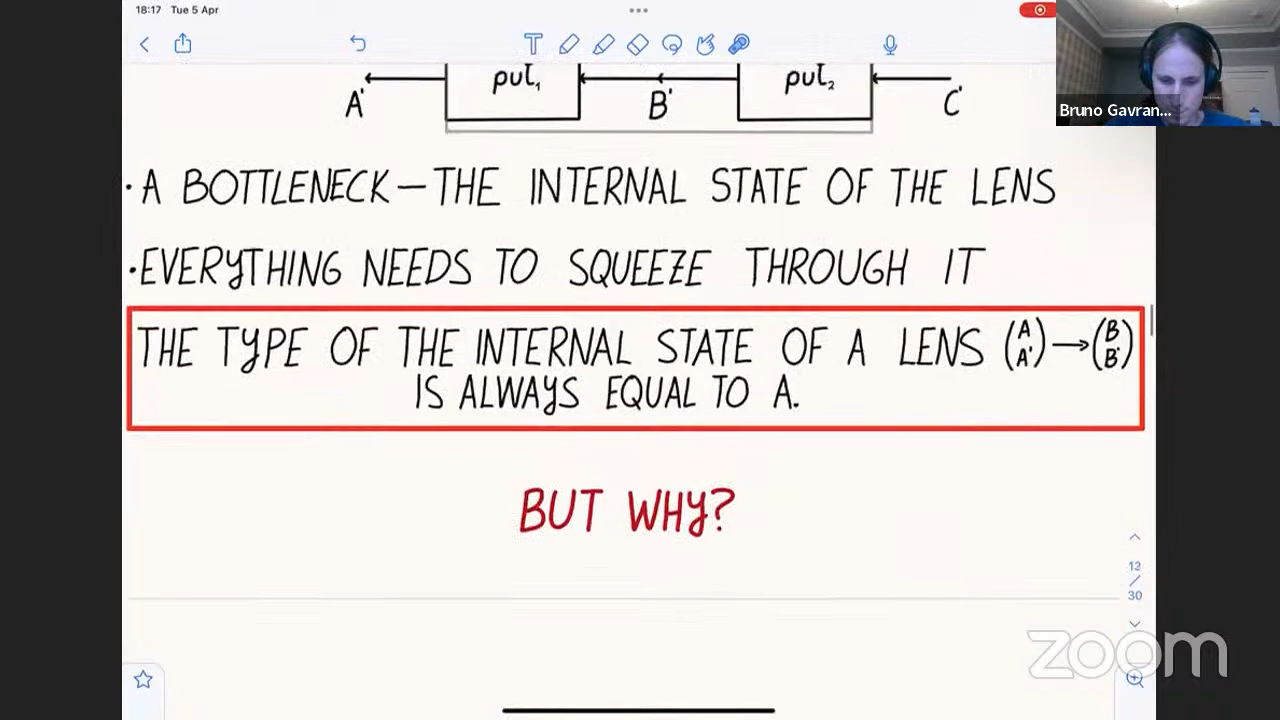 18:17 Tue 5 Apr
T
Bruno Gavran...
put₁
put₂
A'
B'
C'
• A BOTTLENECK – THE INTERNAL STATE OF THE LENS
• EVERYTHING NEEDS TO SQUEEZE THROUGH IT
THE TYPE OF THE INTERNAL STATE OF A LENS (A A') → (B B')
IS ALWAYS EQUAL TO A.
BUT WHY?
12
/
30
zoom